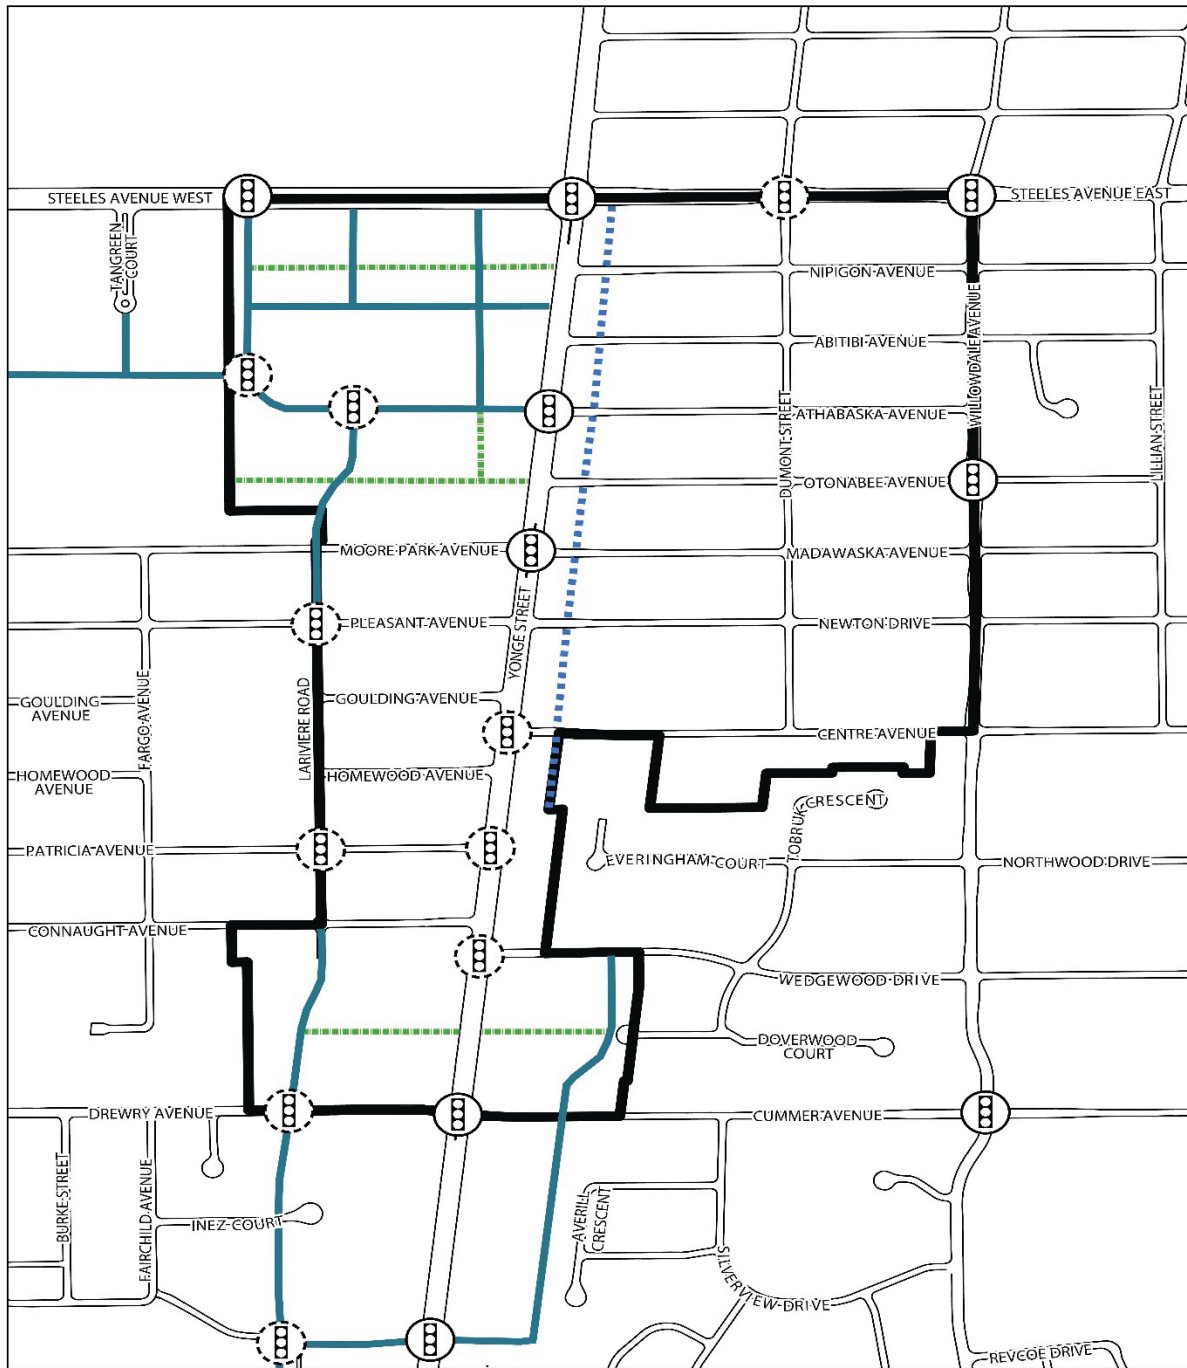 STEELES AVENUE WEST
STEELES AVENUE EAST
TANGREEN
COURT
NIPIGON AVENUE
WILLOWDALE AVENUE
ABITIBI AVENUE
DUMONT STREET
ATHABASKA AVENUE
LILLIAN STREET
OTONABEE AVENUE
MOORE PARK AVENUE
MADAWASKA AVENUE
YONGE STREET
PLEASANT AVENUE
NEWTON DRIVE
GOULDING
AVENUE
FARGO AVENUE
LARIVIERE ROAD
GOULDING AVENUE
CENTRE AVENUE
HOMEWOOD
AVENUE
HOMEWOOD AVENUE
TOBRUK
CRESCENT
PATRICIA AVENUE
EVERINGHAM COURT
NORTHWOOD DRIVE
CONNAUGHT AVENUE
WEDGEWOOD DRIVE
DOVERWOOD
COURT
DREWRY AVENUE
CUMMER AVENUE
BURKE STREET
FAIRCHILD AVENUE
INEZ COURT
AVERILL
CRESCENT
SILVERVIEW DRIVE
REVCOE DRIVE